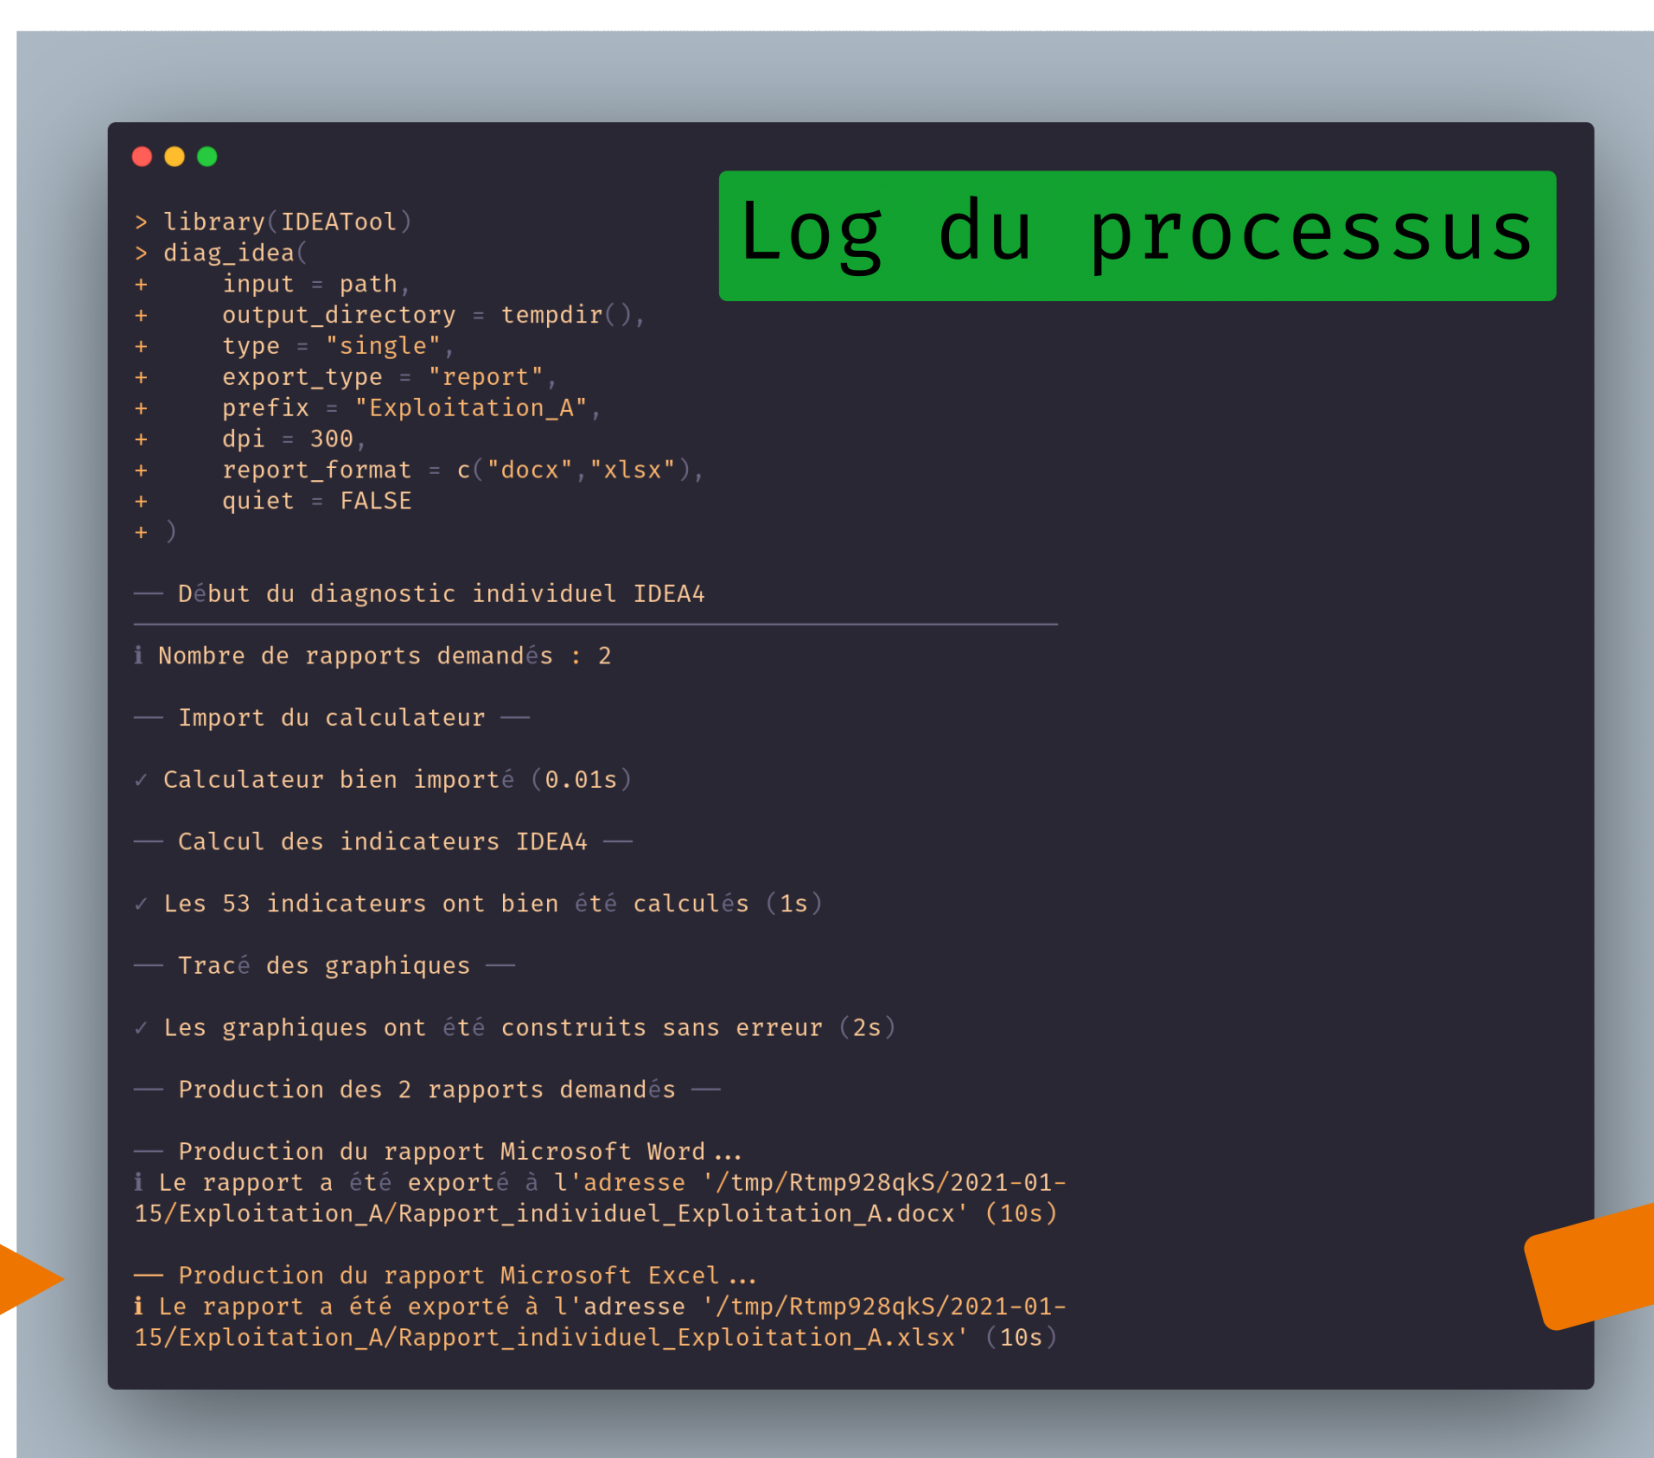 Log du processus
> library(IDEATool)
> diag_idea(
+     input = path,
+     output_directory = tempdir(),
+     type = "single",
+     export_type = "report",
+     prefix = "Exploitation_A",
+     dpi = 300,
+     report_format = c("docx","xlsx"),
+     quiet = FALSE
+ )
── Début du diagnostic individuel IDEA4
ℹ Nombre de rapports demandés : 2
── Import du calculateur ──
✓ Calculateur bien importé (0.01s)
── Calcul des indicateurs IDEA4 ──
✓ Les 53 indicateurs ont bien été calculés (1s)
── Tracé des graphiques ──
✓ Les graphiques ont été construits sans erreur (2s)
── Production des 2 rapports demandés ──
── Production du rapport Microsoft Word...
ℹ Le rapport a été exporté à l'adresse '/tmp/Rtmp928qkS/2021-01-
15/Exploitation_A/Rapport_individuel_Exploitation_A.docx' (10s)
── Production du rapport Microsoft Excel...
ℹ Le rapport a été exporté à l'adresse '/tmp/Rtmp928qkS/2021-01-
15/Exploitation_A/Rapport_individuel_Exploitation_A.xlsx' (10s)